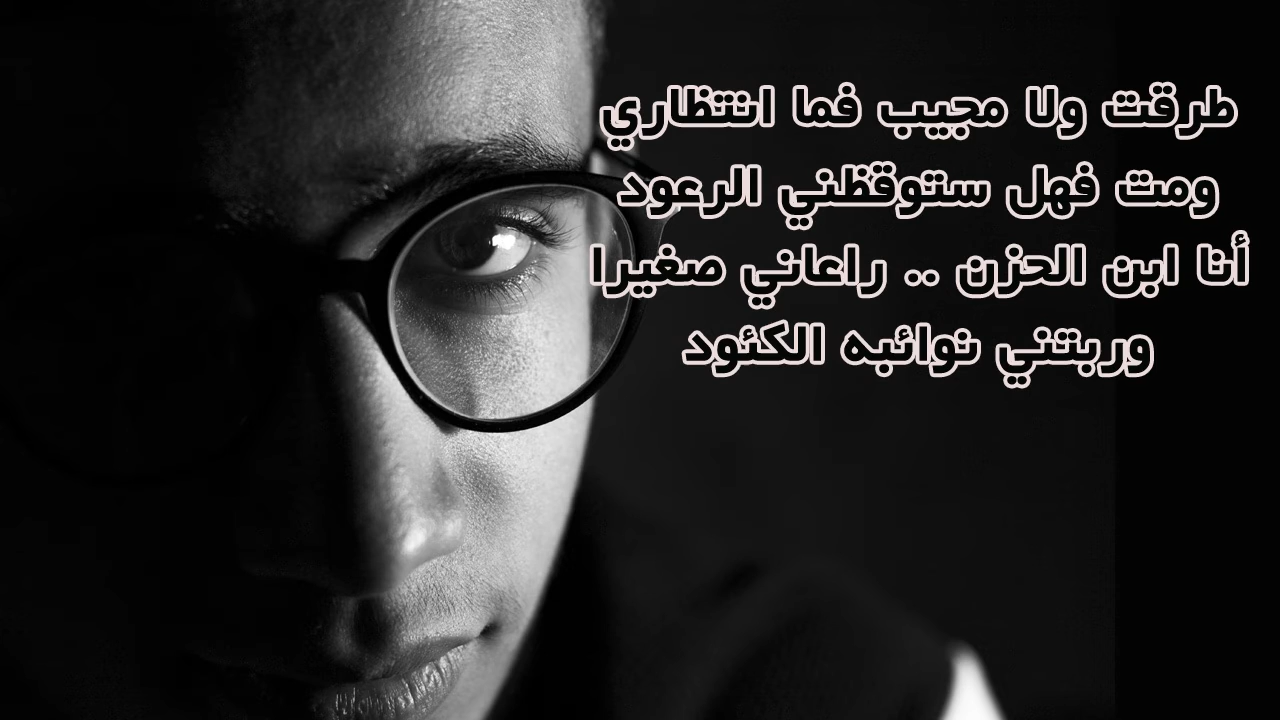 طرقت ولا مجيب فما انتظاري
ومت فهل ستوقظني الرعود
أنا ابن الحزن .. راعاني صغيرا
وربتني نوائبه الكئود